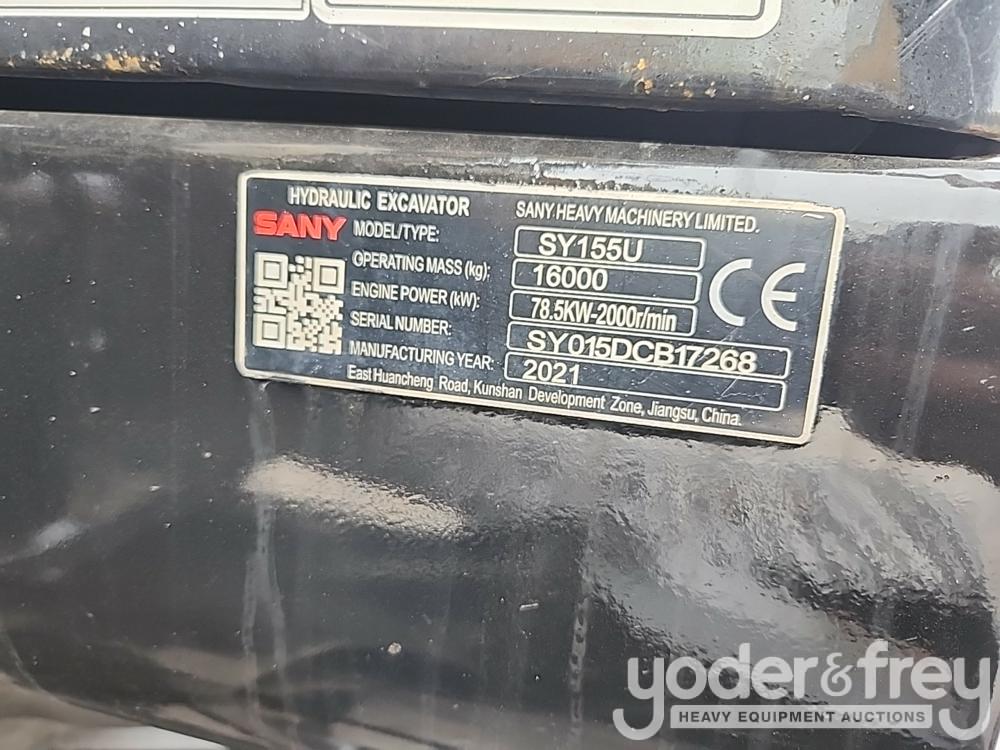 HYDRAULIC EXCAVATOR
SANY HEAVY MACHINERY LIMITED.
SANY
MODEL/TYPE: SY155U
OPERATING MASS (kg): 16000
ENGINE POWER (kW): 78.5KW-2000r/min
SERIAL NUMBER: SY015DCB17268
MANUFACTURING YEAR: 2021
CE
East Huancheng Road, Kunshan Development Zone, Jiangsu, China.
yoder&frey
HEAVY EQUIPMENT AUCTIONS